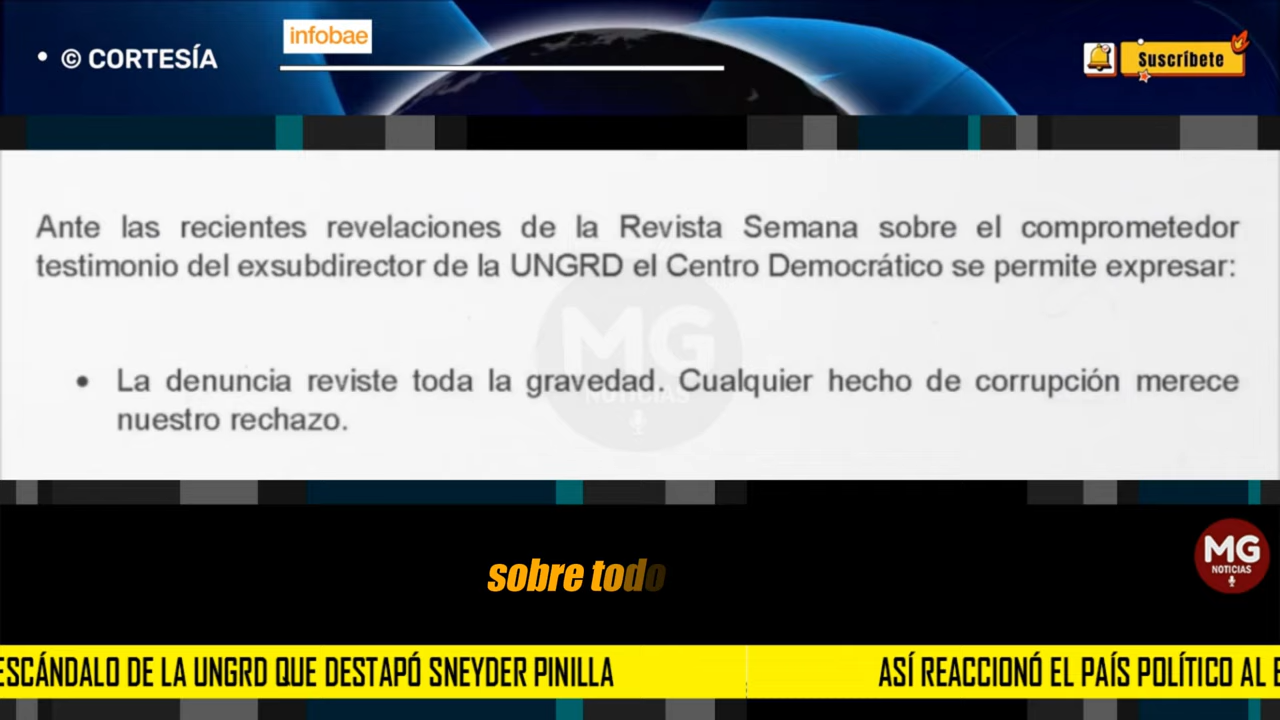 • © CORTESÍA
infobae
Suscríbete
Ante las recientes revelaciones de la Revista Semana sobre el comprometedor
testimonio del exsubdirector de la UNGRD el Centro Democrático se permite expresar:
• La denuncia reviste toda la gravedad. Cualquier hecho de corrupción merece
nuestro rechazo.
MG
NOTICIAS
sobre todo
MG
NOTICIAS
ESCÁNDALO DE LA UNGRD QUE DESTAPÓ SNEYDER PINILLA
ASÍ REACCIONÓ EL PAÍS POLÍTICO AL E